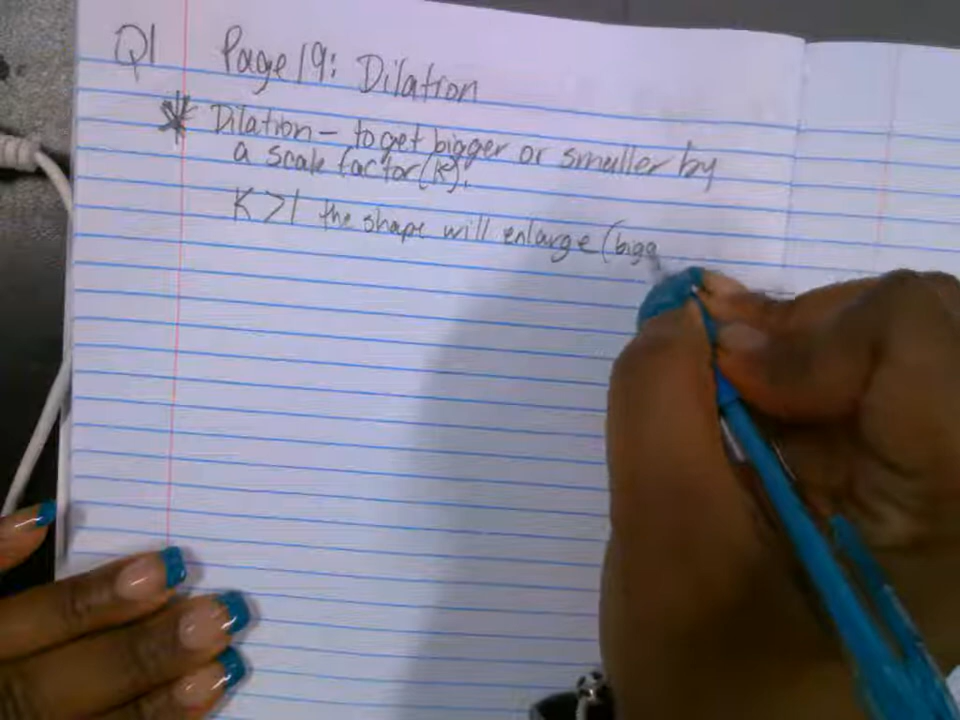 Q1 Page 19: Dilation
* Dilation – to get bigger or smaller by
a scale factor (K).
K > 1 the shape will enlarge (bigg